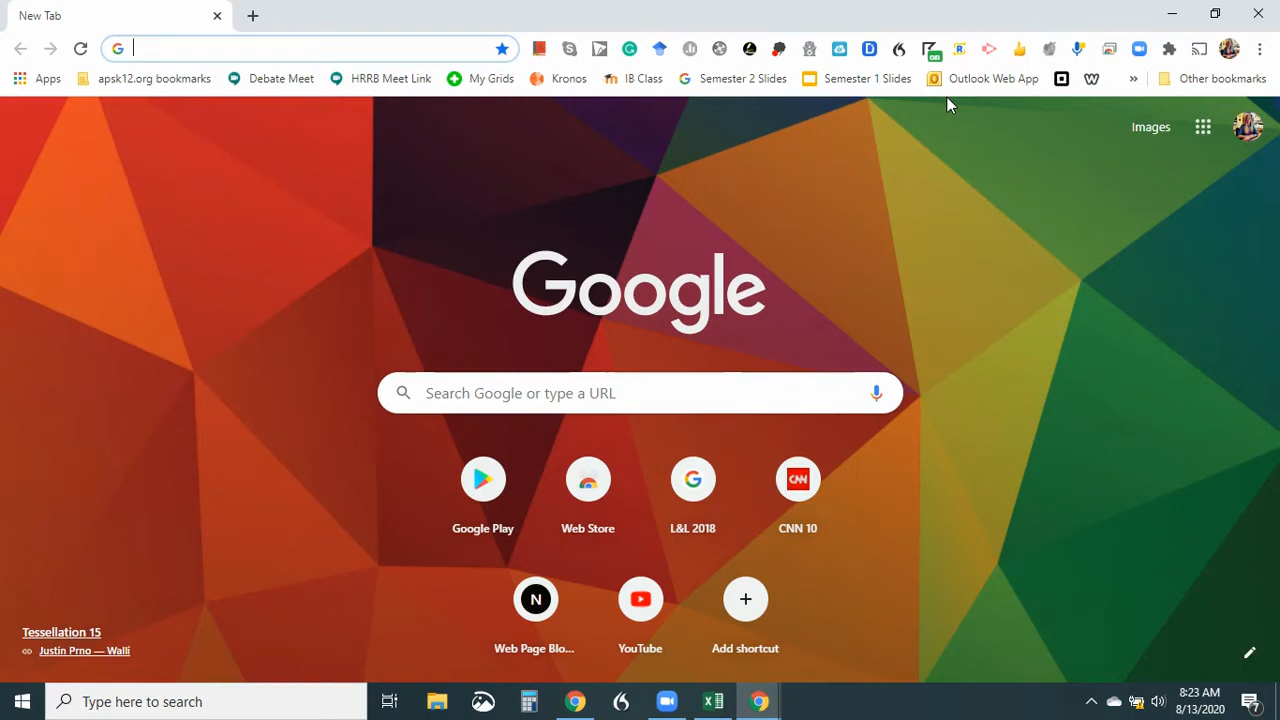 New Tab
Apps
apsk12.org bookmarks
Debate Meet
HRRB Meet Link
My Grids
Kronos
IB Class
Semester 2 Slides
Semester 1 Slides
Outlook Web App
Other bookmarks
on
Images
Google
Search Google or type a URL
CNN
Google Play
Web Store
L&L 2018
CNN 10
N
Web Page Blo...
YouTube
Add shortcut
Tessellation 15
Justin Prno — Walli
Type here to search
8:23 AM
8/13/2020
7